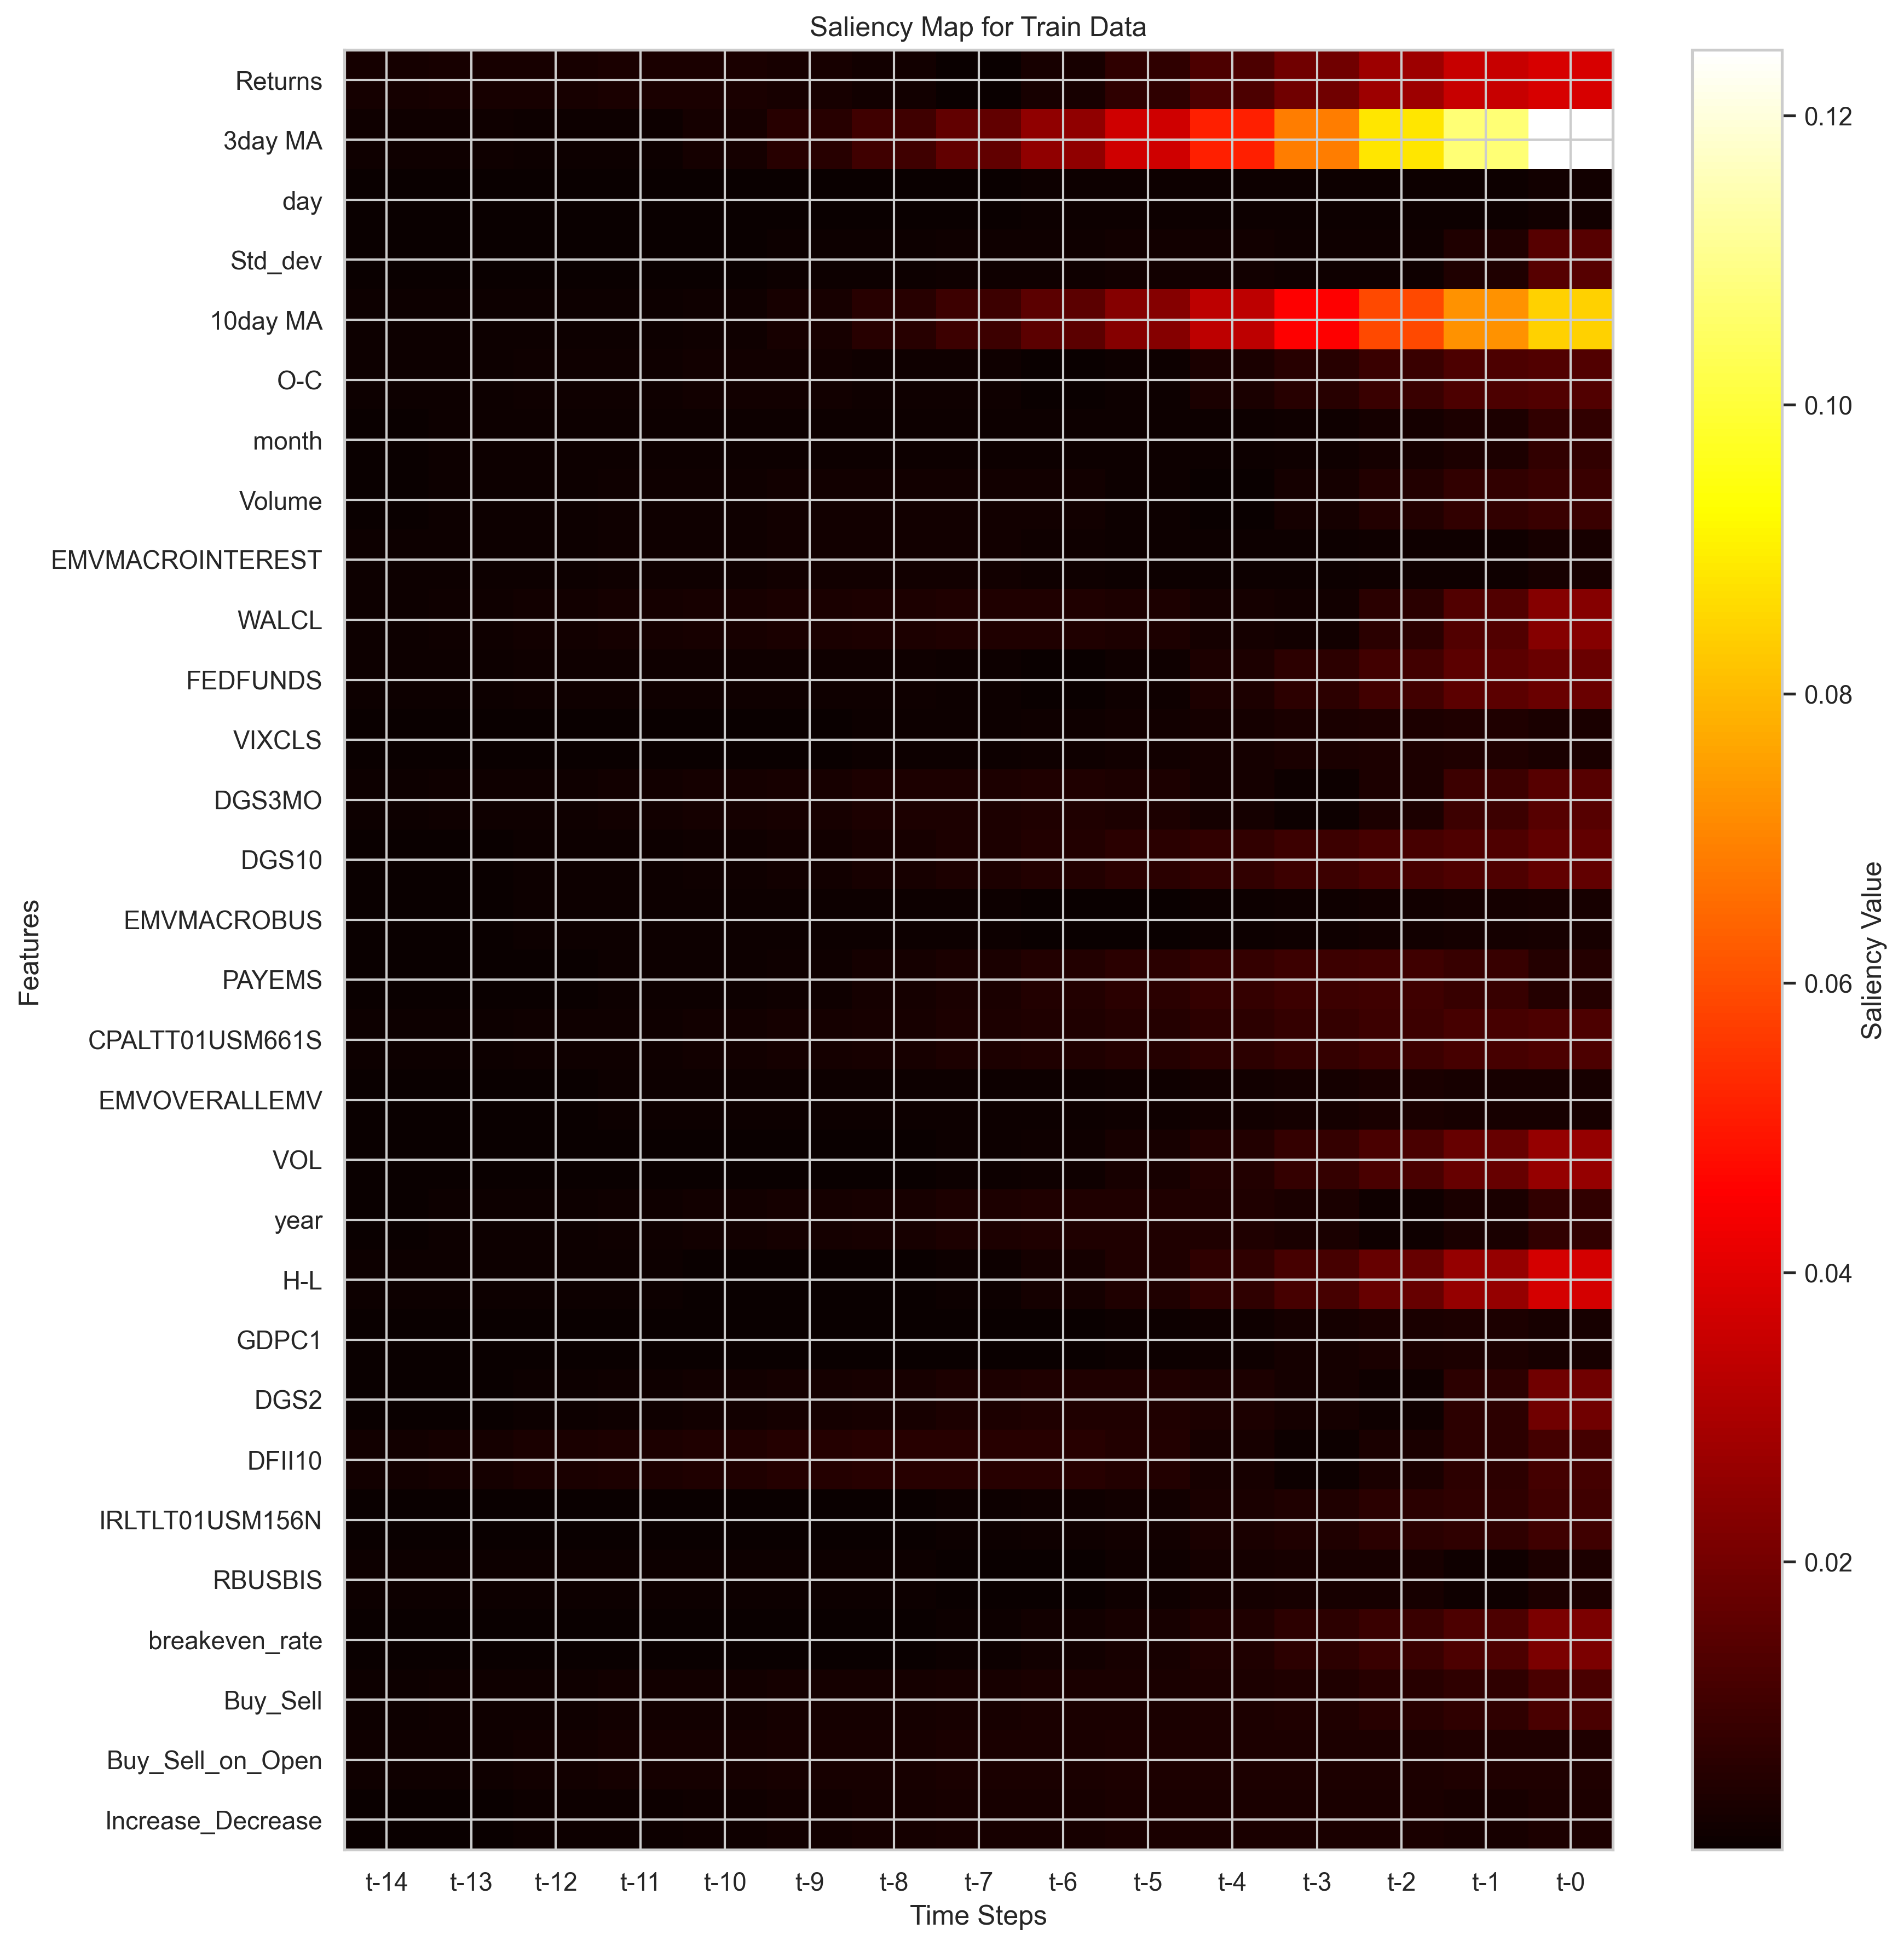 Saliency Map for Train Data
Returns
3day MA
day
Std_dev
10day MA
O-C
month
Volume
EMVMACROINTEREST
WALCL
FEDFUNDS
VIXCLS
DGS3MO
DGS10
EMVMACROBUS
PAYEMS
CPALTT01USM661S
EMVOVERALLEMV
VOL
year
H-L
GDPC1
DGS2
DFII10
IRLTLT01USM156N
RBUSBIS
breakeven_rate
Buy_Sell
Buy_Sell_on_Open
Increase_Decrease
Features
t-14 t-13 t-12 t-11 t-10 t-9 t-8 t-7 t-6 t-5 t-4 t-3 t-2 t-1 t-0
Time Steps
0.12
0.10
0.08
0.06
0.04
0.02
Saliency Value